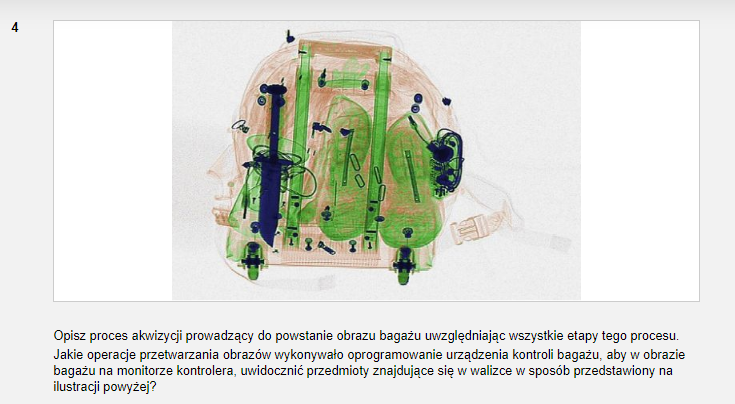 4
Opisz proces akwizycji prowadzący do powstanie obrazu bagażu uwzględniając wszystkie etapy tego procesu.
Jakie operacje przetwarzania obrazów wykonywało oprogramowanie urządzenia kontroli bagażu, aby w obrazie
bagażu na monitorze kontrolera, uwidocznić przedmioty znajdujące się w walizce w sposób przedstawiony na
ilustracji powyżej?